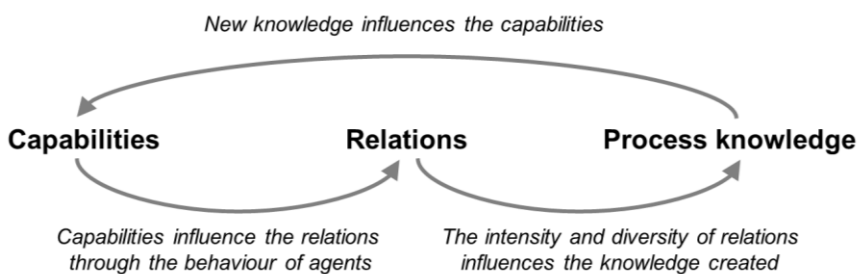 New knowledge influences the capabilities
Capabilities Relations Process knowledge
Capabilities influence the relations
through the behaviour of agents
The intensity and diversity of relations
influences the knowledge created